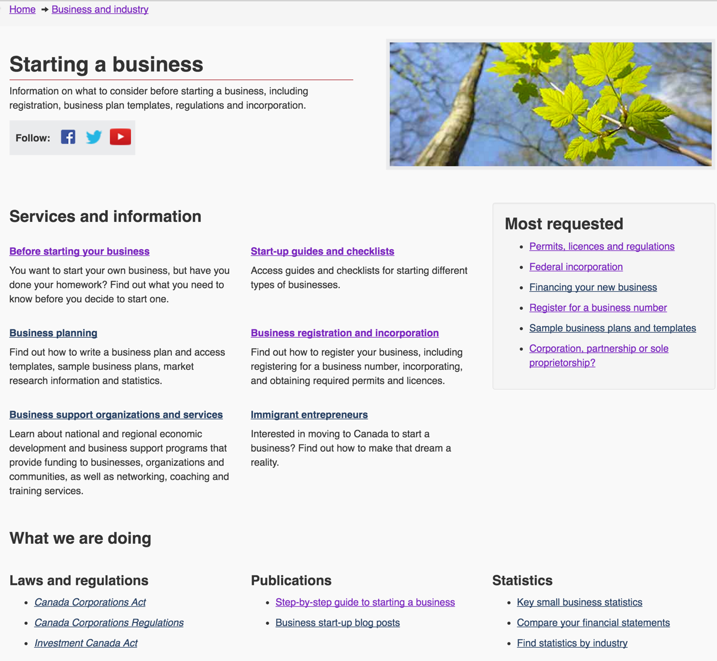 Home ➔ Business and industry
Starting a business
Information on what to consider before starting a business, including
registration, business plan templates, regulations and incorporation.
Follow:
Services and information
Before starting your business
You want to start your own business, but have you
done your homework? Find out what you need to
know before you decide to start one.
Start-up guides and checklists
Access guides and checklists for starting different
types of businesses.
Business planning
Find out how to write a business plan and access
templates, sample business plans, market
research information and statistics.
Business registration and incorporation
Find out how to register your business, including
registering for a business number, incorporating,
and obtaining required permits and licences.
Business support organizations and services
Learn about national and regional economic
development and business support programs that
provide funding to businesses, organizations and
communities, as well as networking, coaching and
training services.
Immigrant entrepreneurs
Interested in moving to Canada to start a
business? Find out how to make that dream a
reality.
Most requested
• Permits, licences and regulations
• Federal incorporation
• Financing your new business
• Register for a business number
• Sample business plans and templates
• Corporation, partnership or sole
proprietorship?
What we are doing
Laws and regulations
• Canada Corporations Act
• Canada Corporations Regulations
• Investment Canada Act
Publications
• Step-by-step guide to starting a business
• Business start-up blog posts
Statistics
• Key small business statistics
• Compare your financial statements
• Find statistics by industry